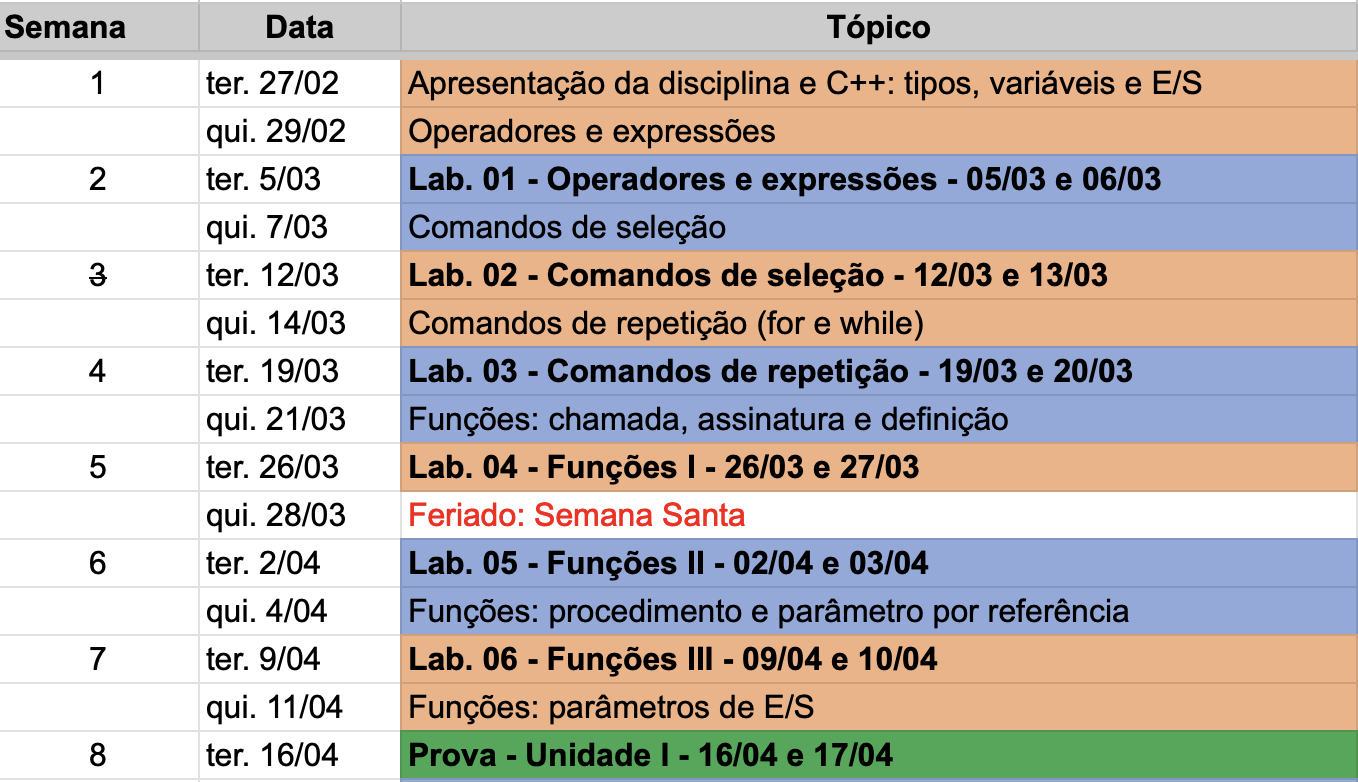 Semana Data Tópico
1 ter. 27/02 Apresentação da disciplina e C++: tipos, variáveis e E/S
qui. 29/02 Operadores e expressões
2 ter. 5/03 Lab. 01 - Operadores e expressões - 05/03 e 06/03
qui. 7/03 Comandos de seleção
3 ter. 12/03 Lab. 02 - Comandos de seleção - 12/03 e 13/03
qui. 14/03 Comandos de repetição (for e while)
4 ter. 19/03 Lab. 03 - Comandos de repetição - 19/03 e 20/03
qui. 21/03 Funções: chamada, assinatura e definição
5 ter. 26/03 Lab. 04 - Funções I - 26/03 e 27/03
qui. 28/03 Feriado: Semana Santa
6 ter. 2/04 Lab. 05 - Funções II - 02/04 e 03/04
qui. 4/04 Funções: procedimento e parâmetro por referência
7 ter. 9/04 Lab. 06 - Funções III - 09/04 e 10/04
qui. 11/04 Funções: parâmetros de E/S
8 ter. 16/04 Prova - Unidade I - 16/04 e 17/04